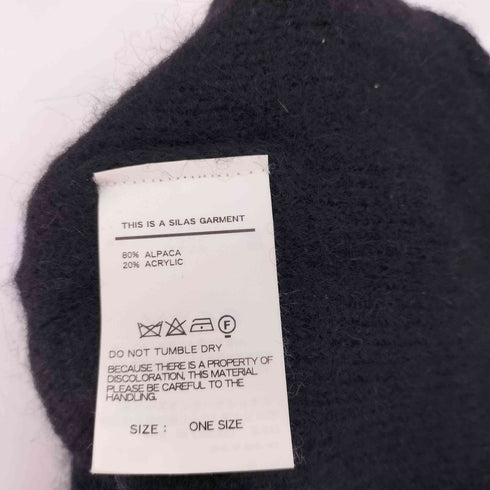 THIS IS A SILAS GARMENT
80% ALPACA
20% ACRYLIC
F
DO NOT TUMBLE DRY
BECAUSE THERE IS A PROPERTY OF
DISCOLORATION, THIS MATERIAL
PLEASE BE CAREFUL TO THE
HANDLING.
SIZE : ONE SIZE